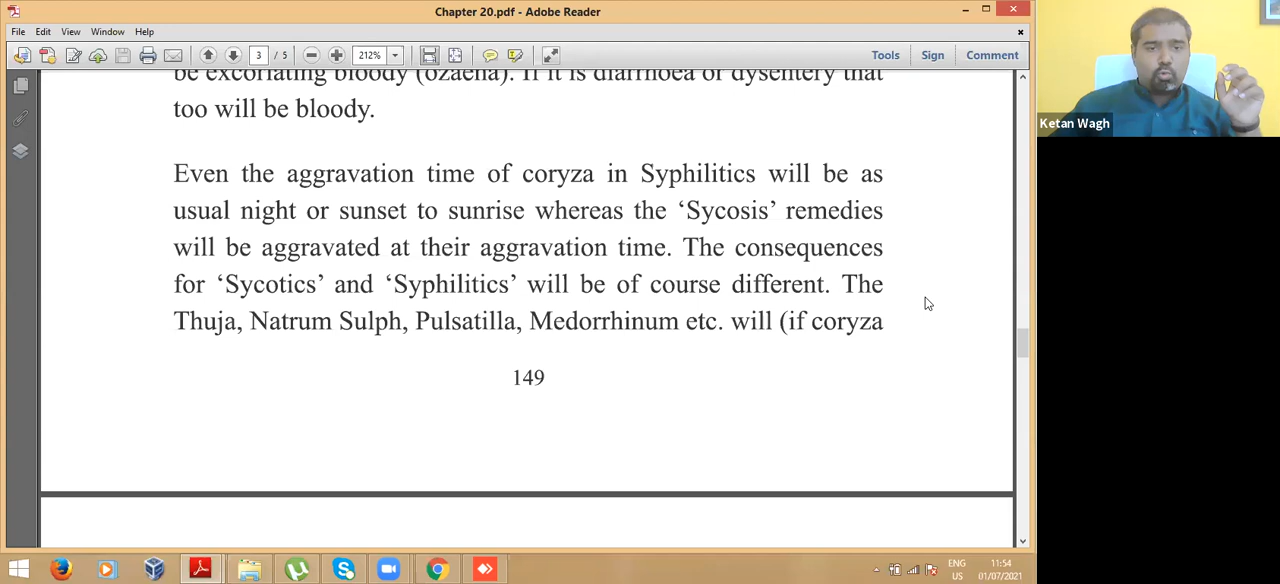 Chapter 20.pdf - Adobe Reader
File Edit View Window Help
3 / 5 212% Tools Sign Comment
be excoriating bloody (ozaena). If it is diarrhoea or dysentery that
too will be bloody.
Even the aggravation time of coryza in Syphilitics will be as
usual night or sunset to sunrise whereas the ‘Sycosis’ remedies
will be aggravated at their aggravation time. The consequences
for ‘Sycotics’ and ‘Syphilitics’ will be of course different. The
Thuja, Natrum Sulph, Pulsatilla, Medorrhinum etc. will (if coryza
149
Ketan Wagh
ENG 11:54
US 01/07/2021